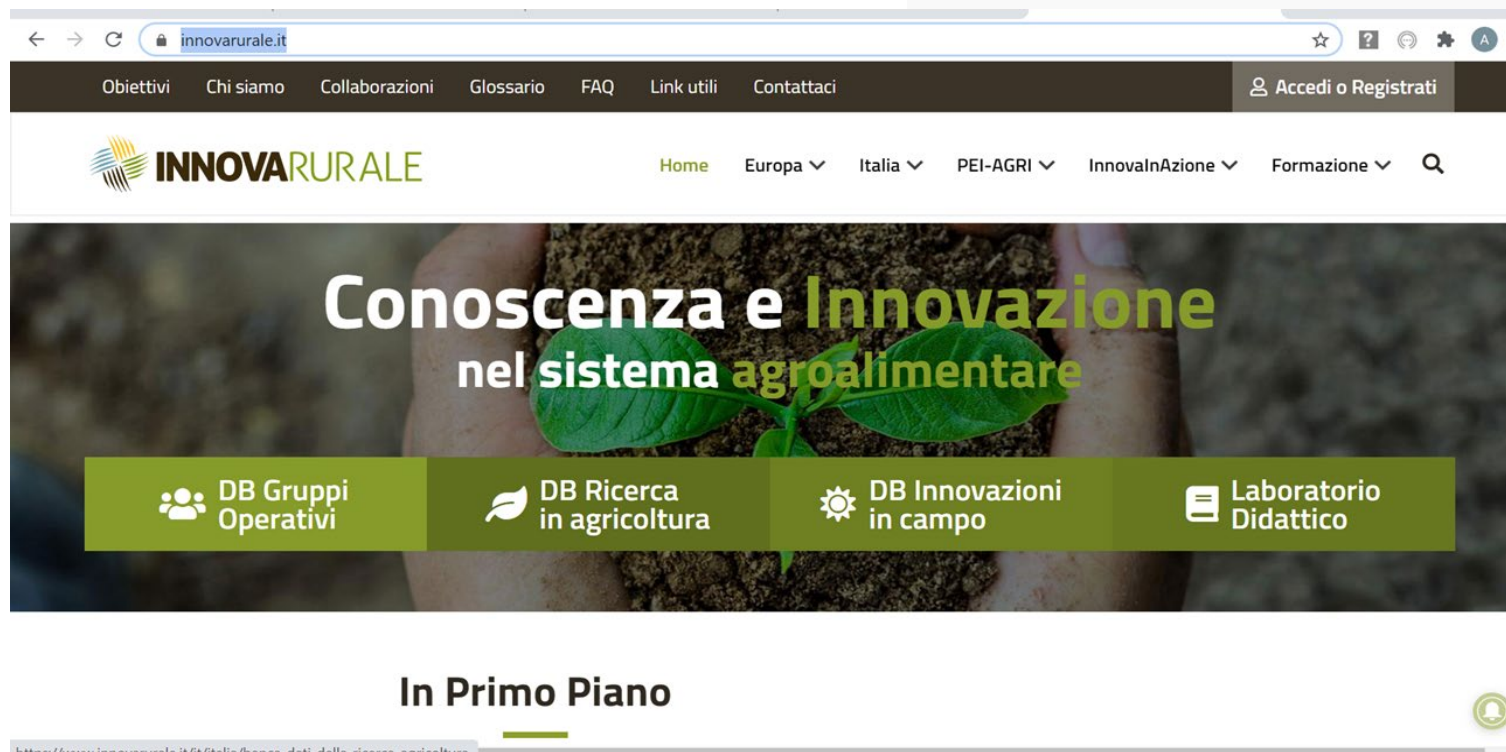 innovarurale.it
A
Obiettivi Chi siamo Collaborazioni Glossario FAQ Link utili Contattaci Accedi o Registrati
INNOVARURALE Home Europa Italia PEI-AGRI InnovaInAzione Formazione
Conoscenza e Innovazione
nel sistema agroalimentare
DB Gruppi
Operativi
DB Ricerca
in agricoltura
DB Innovazioni
in campo
Laboratorio
Didattico
In Primo Piano